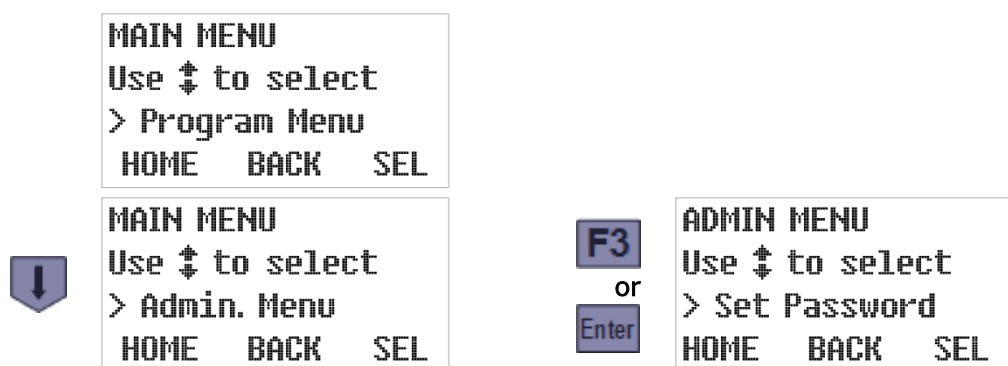 MAIN MENU
Use ↕ to select
> Program Menu
HOME BACK SEL
MAIN MENU
Use ↕ to select
> Admin. Menu
HOME BACK SEL
F3
or
Enter
ADMIN MENU
Use ↕ to select
> Set Password
HOME BACK SEL